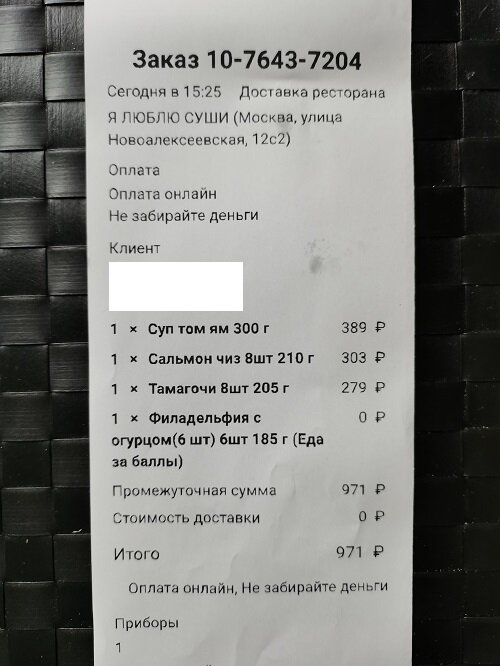 Заказ 10-7643-7204
Сегодня в 15:25 Доставка ресторана
Я ЛЮБЛЮ СУШИ (Москва, улица
Новоалексеевская, 12с2)
Оплата
Оплата онлайн
Не забирайте деньги
Клиент
1 × Суп том ям 300 г 389 ₽
1 × Сальмон чиз 8шт 210 г 303 ₽
1 × Тамагочи 8шт 205 г 279 ₽
1 × Филадельфия с 0 ₽
огурцом(6 шт) 6шт 185 г (Еда
за баллы)
Промежуточная сумма 971 ₽
Стоимость доставки 0 ₽
Итого 971 ₽
Оплата онлайн, Не забирайте деньги
Приборы
1